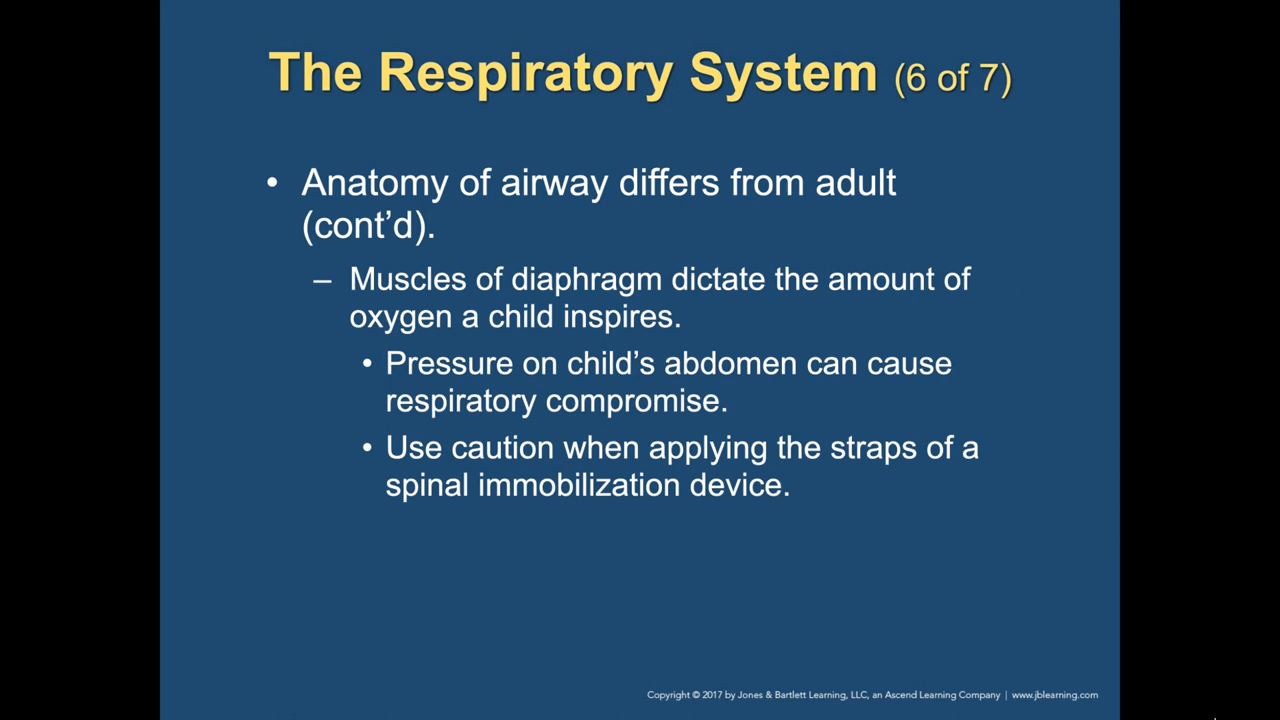 The Respiratory System (6 of 7)
• Anatomy of airway differs from adult
(cont’d).
– Muscles of diaphragm dictate the amount of
oxygen a child inspires.
• Pressure on child’s abdomen can cause
respiratory compromise.
• Use caution when applying the straps of a
spinal immobilization device.
Copyright © 2017 by Jones & Bartlett Learning, LLC, an Ascend Learning Company | www.jblearning.com